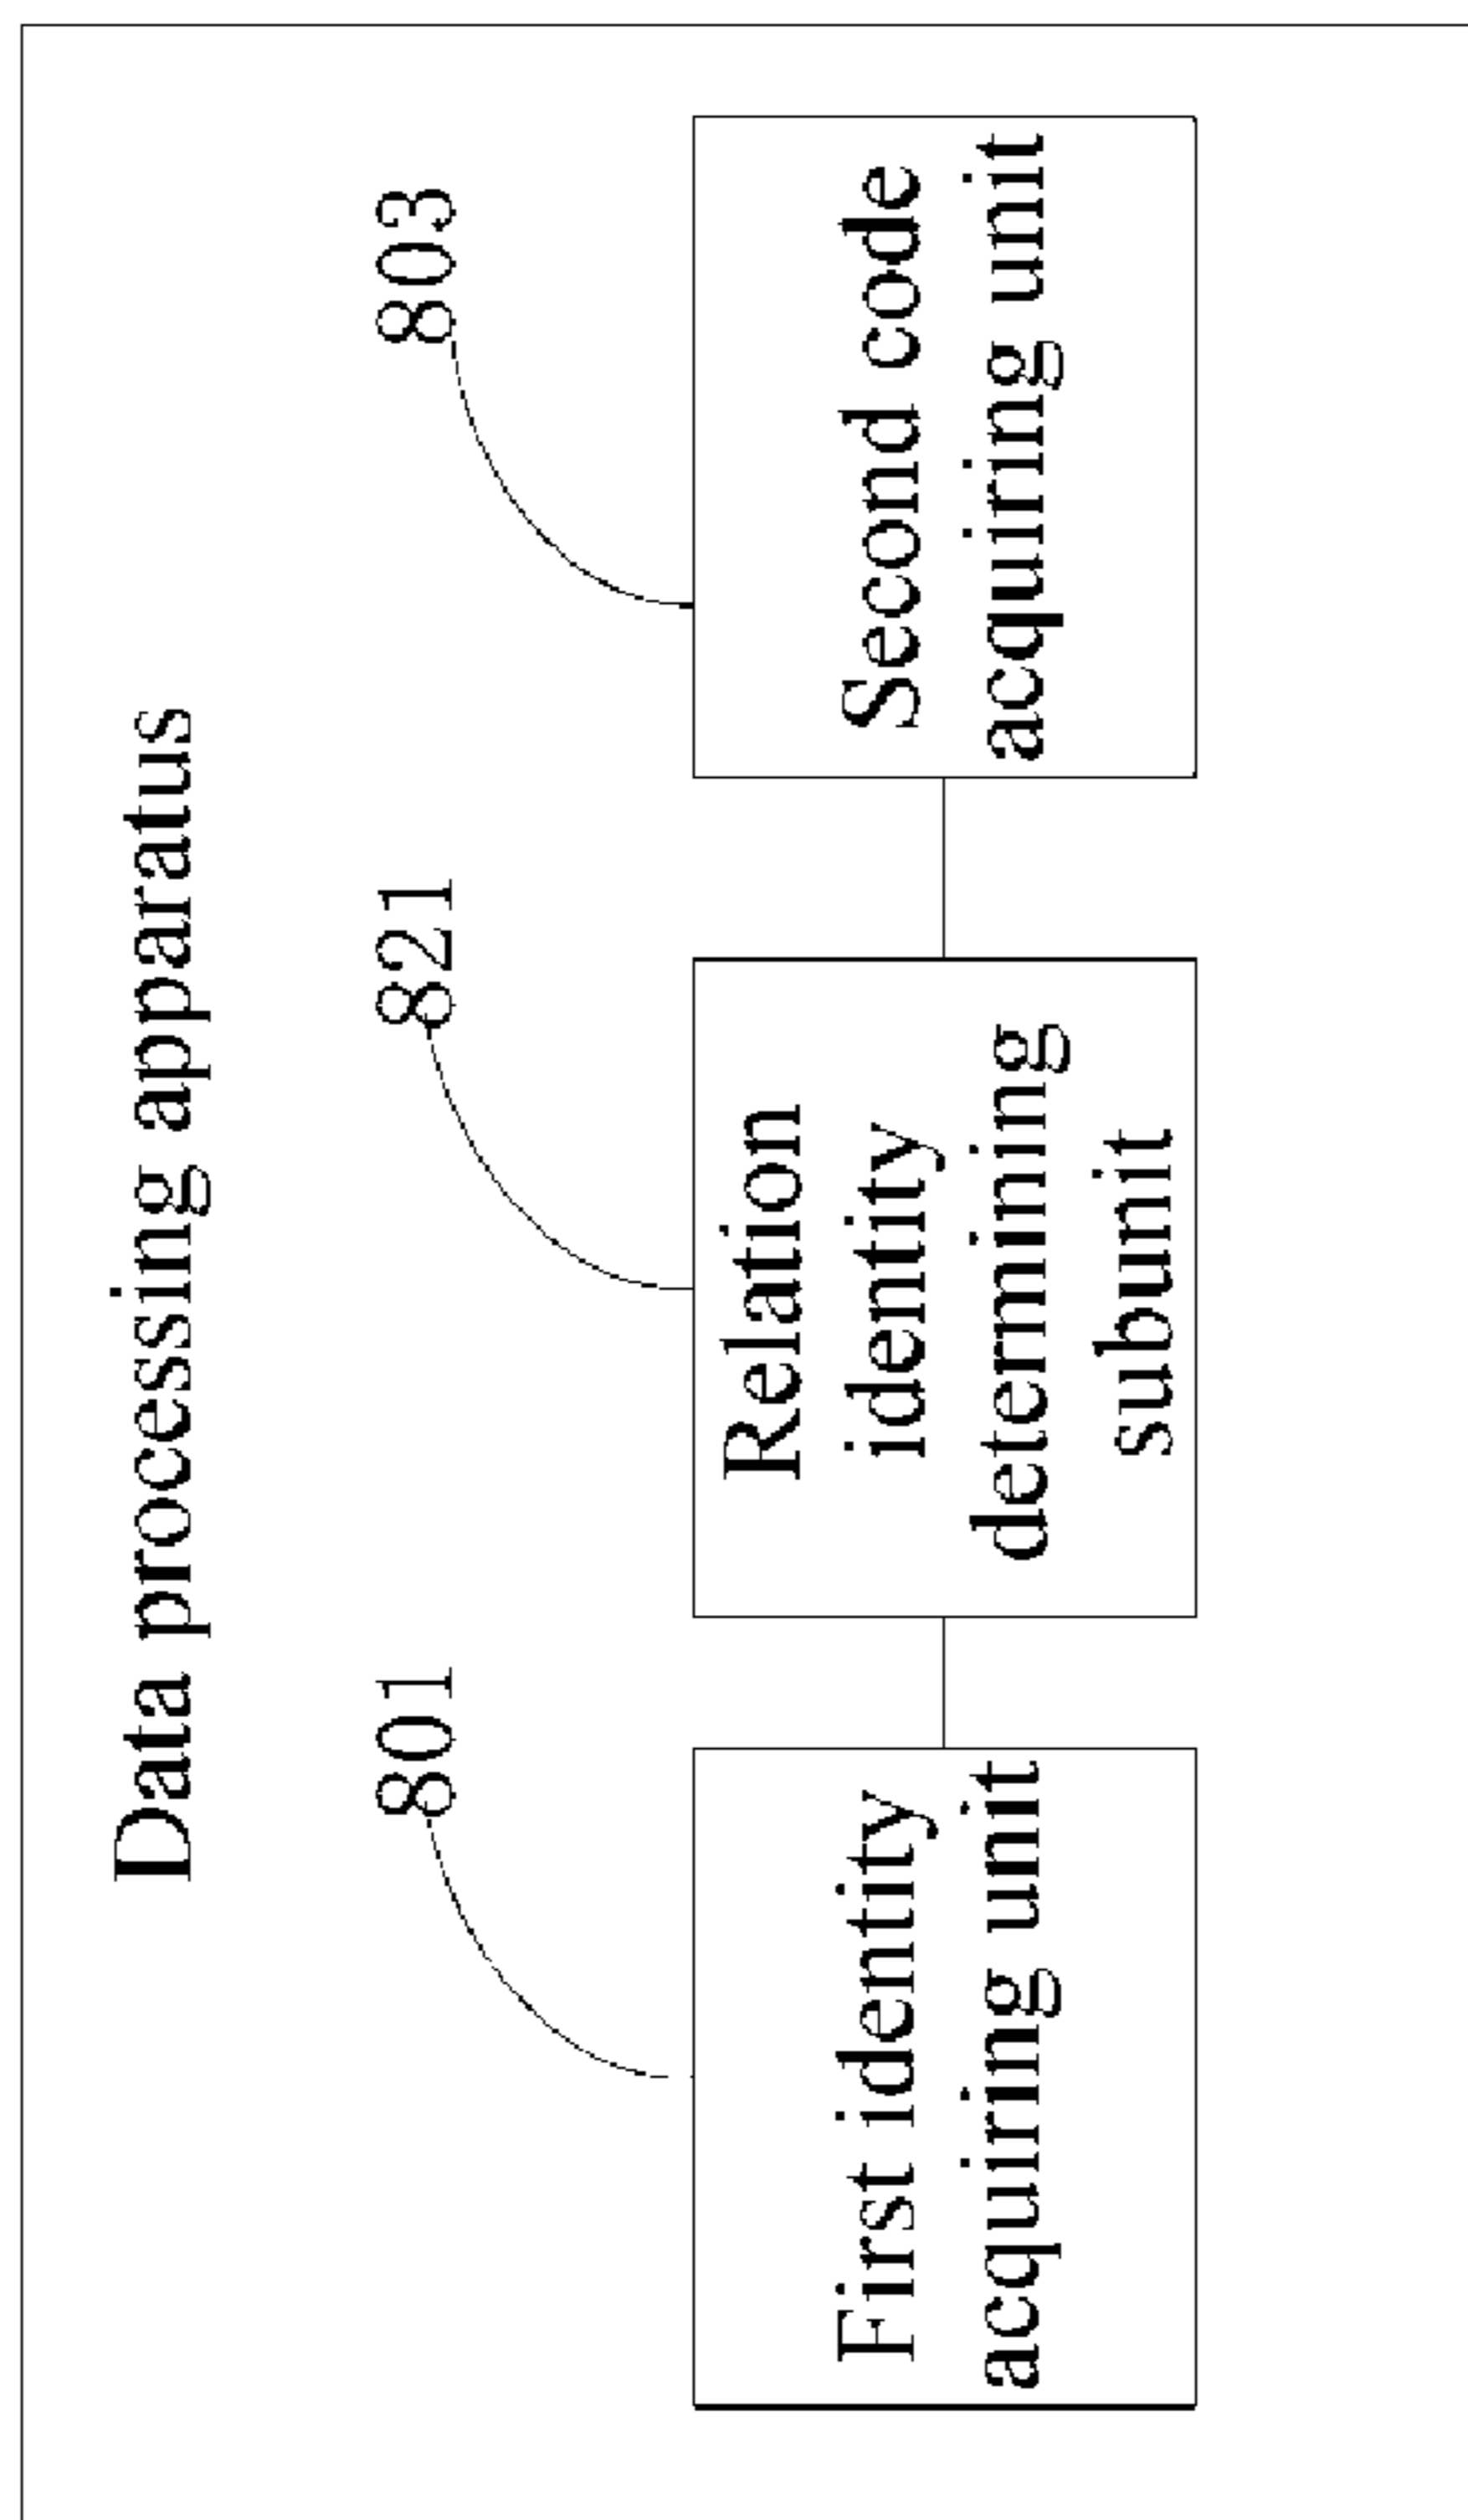 Data processing apparatus
801
821
803
First identity
acquiring unit
Relation
identity
determining
subunit
Second code
acquiring unit